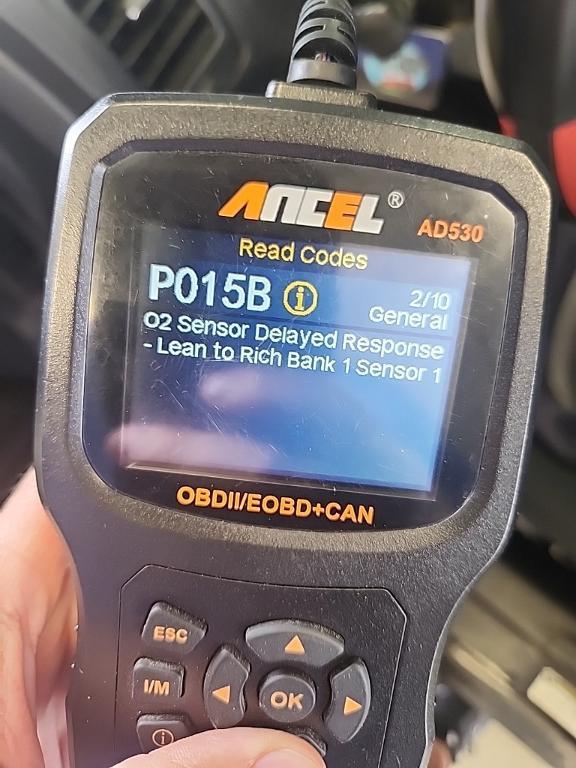 ANCEL®
AD530
Read Codes
P015B i 2/10
General
O2 Sensor Delayed Response
- Lean to Rich Bank 1 Sensor 1
OBDII/EOBD+CAN
ESC
I/M
OK
i